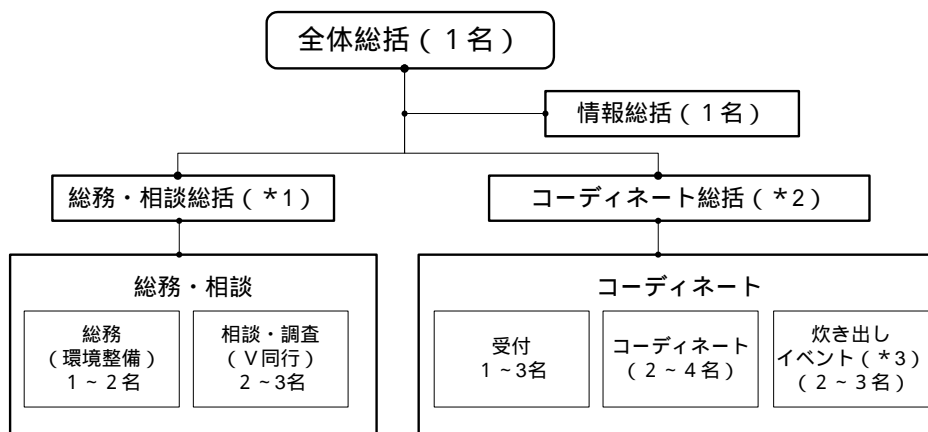 全体総括（１名）
情報総括（１名）
総務・相談総括（*1）
コーディネート総括（*2）
総務・相談
総務
（環境整備）
１～２名
相談・調査
（Ｖ同行）
２～３名
コーディネート
受付
１～３名
コーディネート
（２～４名）
炊き出し
イベント（*３）
（２～３名）